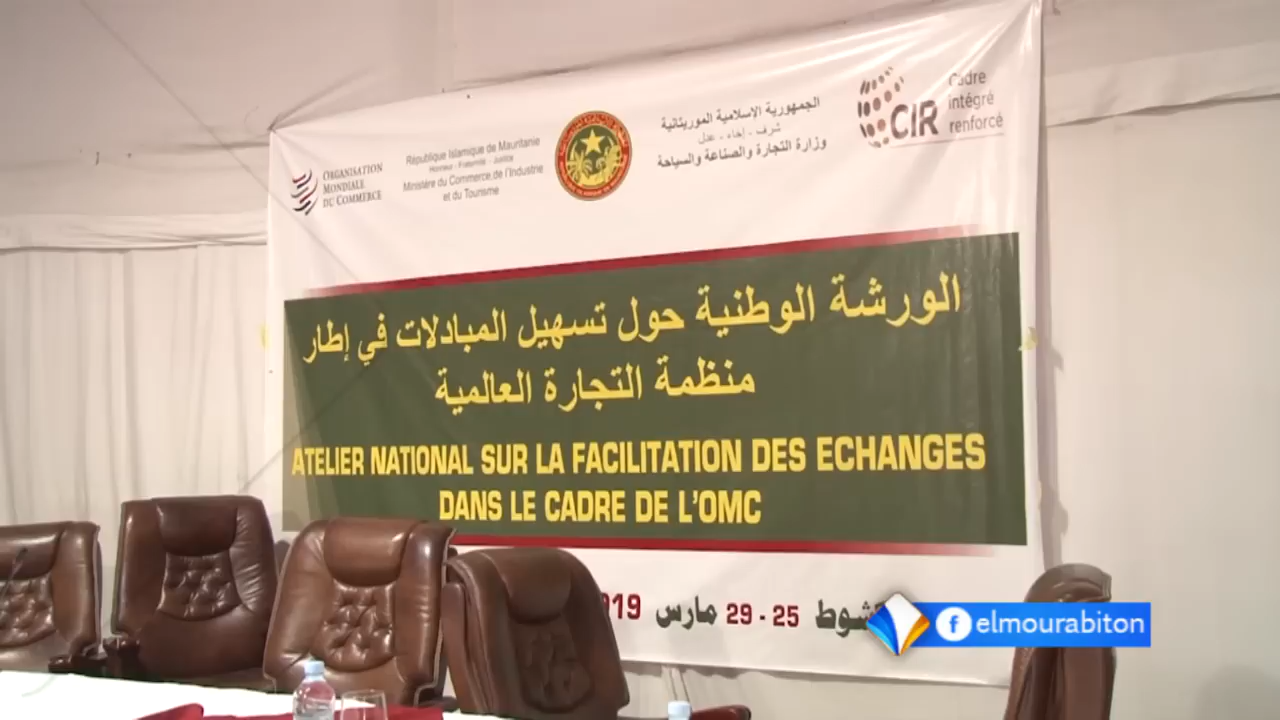 ORGANISATION
MONDIALE
DU COMMERCE
République Islamique de Mauritanie
Honneur - Fraternité - Justice
Ministère du Commerce, de l'Industrie
et du Tourisme
الجمهورية الإسلامية الموريتانية
شرف - إخاء - عدل
وزارة التجارة والصناعة والسياحة
CIR
Cadre
intégré
renforcé
الورشة الوطنية حول تسهيل المبادلات في إطار
منظمة التجارة العالمية
ATELIER NATIONAL SUR LA FACILITATION DES ECHANGES
DANS LE CADRE DE L'OMC
25 - 29 مارس
elmourabiton